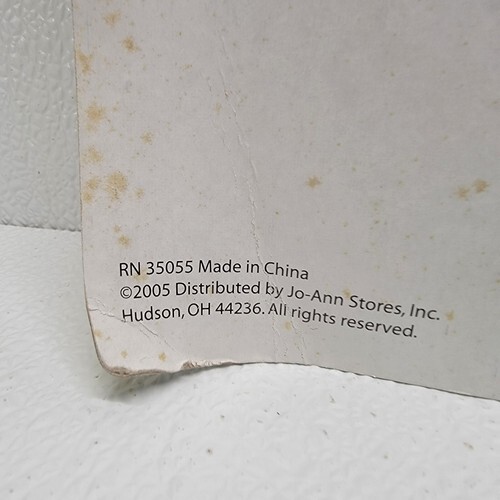 RN 35055 Made in China
©2005 Distributed by Jo-Ann Stores, Inc.
Hudson, OH 44236. All rights reserved.